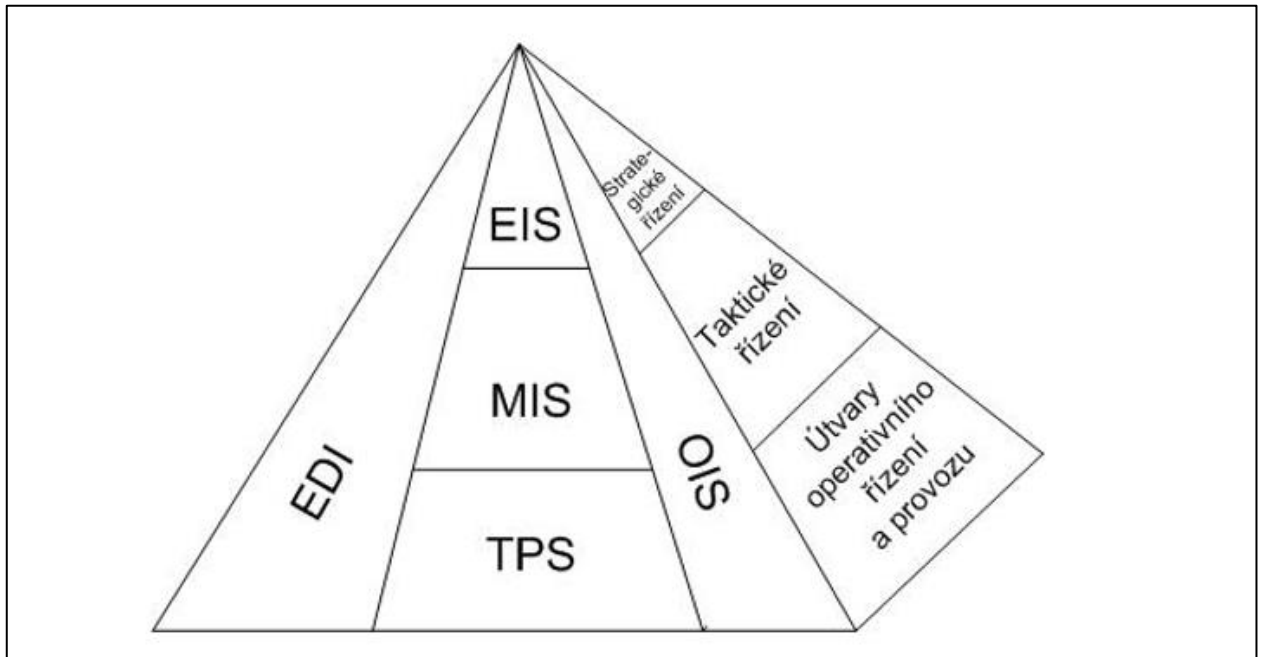 EIS
MIS
TPS
EDI
OIS
Strate-
gické
řízení
Taktické
řízení
Útvary
operativního
řízení
a provozu